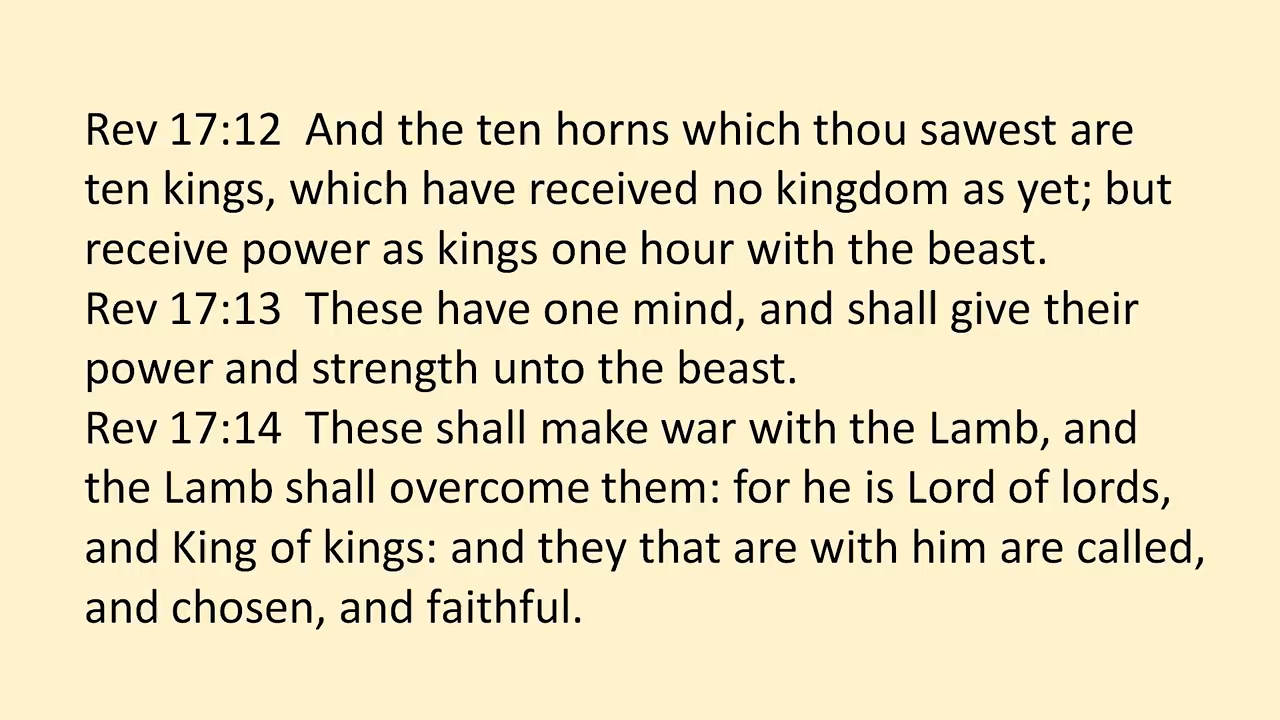 Rev 17:12  And the ten horns which thou sawest are
ten kings, which have received no kingdom as yet; but
receive power as kings one hour with the beast.
Rev 17:13  These have one mind, and shall give their
power and strength unto the beast.
Rev 17:14  These shall make war with the Lamb, and
the Lamb shall overcome them: for he is Lord of lords,
and King of kings: and they that are with him are called,
and chosen, and faithful.